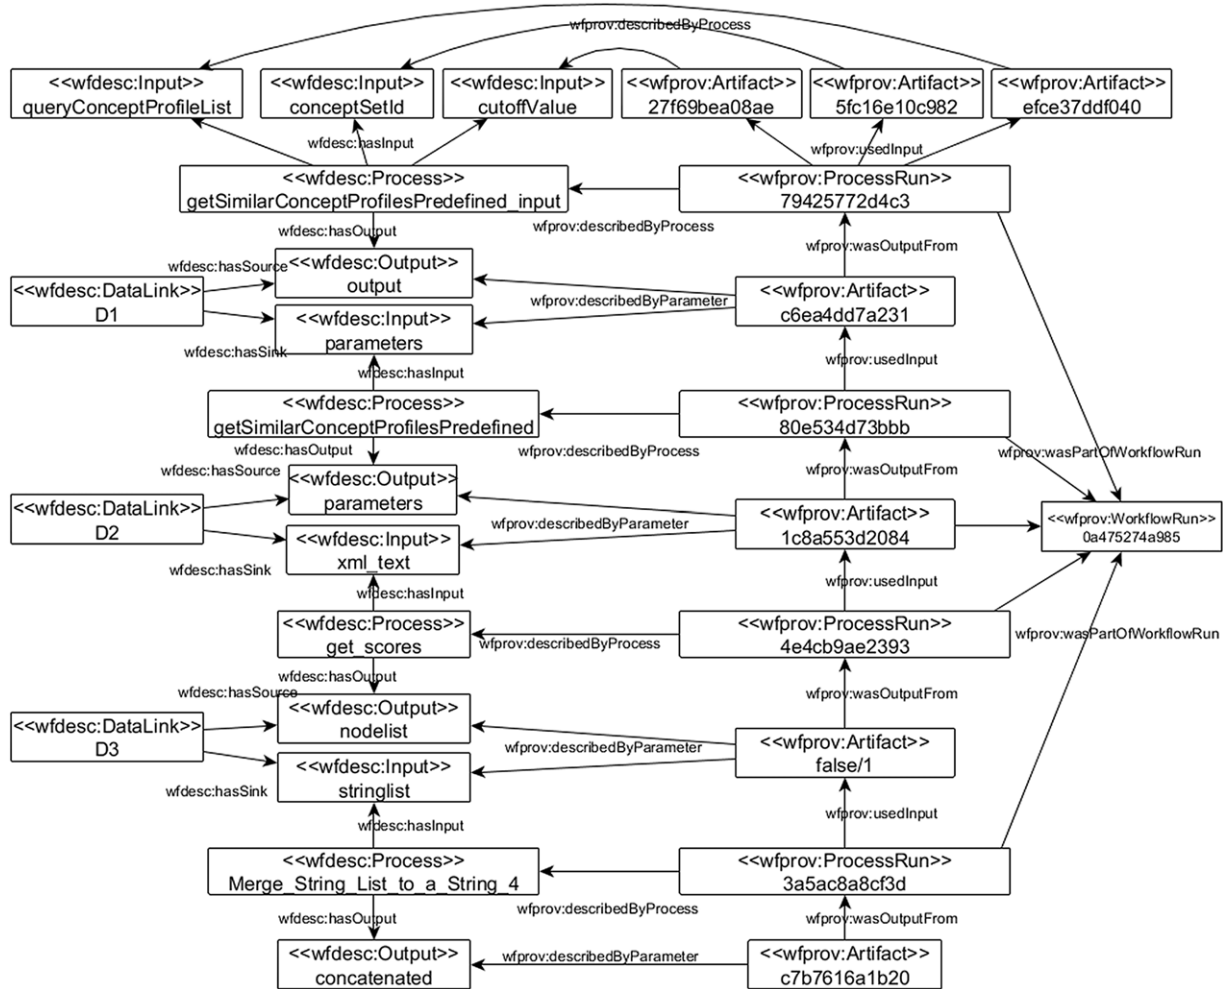 wfprov:describedByProcess
<<wfdesc:Input>>
queryConceptProfileList
<<wfdesc:Input>>
conceptSetId
<<wfdesc:Input>>
cutoffValue
<<wfprov:Artifact>>
27f69bea08ae
<<wfprov:Artifact>>
5fc16e10c982
<<wfprov:Artifact>>
efce37ddf040
wfdesc:hasInput
wfprov:usedInput
<<wfdesc:Process>>
getSimilarConceptProfilesPredefined_input
<<wfprov:ProcessRun>>
79425772d4c3
wfprov:describedByProcess
wfdesc:hasOutput
wfprov:wasOutputFrom
wfdesc:hasSource
<<wfdesc:Output>>
output
<<wfdesc:DataLink>>
D1
wfprov:describedByParameter
<<wfprov:Artifact>>
c6ea4dd7a231
<<wfdesc:Input>>
parameters
wfdesc:hasSink
wfdesc:hasInput
wfprov:usedInput
<<wfdesc:Process>>
getSimilarConceptProfilesPredefined
<<wfprov:ProcessRun>>
80e534d73bbb
wfdesc:hasOutput
wfprov:describedByProcess
wfprov:wasPartOfWorkflowRun
wfdesc:hasSource
wfprov:wasOutputFrom
<<wfdesc:Output>>
parameters
<<wfdesc:DataLink>>
D2
wfprov:describedByParameter
<<wfprov:Artifact>>
1c8a553d2084
<<wfprov:WorkflowRun>>
0a475274a985
<<wfdesc:Input>>
xml_text
wfdesc:hasSink
wfdesc:hasInput
wfprov:usedInput
<<wfdesc:Process>>
get_scores
wfprov:describedByProcess
<<wfprov:ProcessRun>>
4e4cb9ae2393
wfprov:wasPartOfWorkflowRun
wfdesc:hasOutput
wfdesc:hasSource
wfprov:wasOutputFrom
<<wfdesc:Output>>
nodelist
<<wfdesc:DataLink>>
D3
wfprov:describedByParameter
<<wfprov:Artifact>>
false/1
<<wfdesc:Input>>
stringlist
wfdesc:hasSink
wfdesc:hasInput
wfprov:usedInput
<<wfdesc:Process>>
Merge_String_List_to_a_String_4
<<wfprov:ProcessRun>>
3a5ac8a8cf3d
wfprov:describedByProcess
wfdesc:hasOutput
wfprov:wasOutputFrom
<<wfdesc:Output>>
concatenated
wfprov:describedByParameter
<<wfprov:Artifact>>
c7b7616a1b20